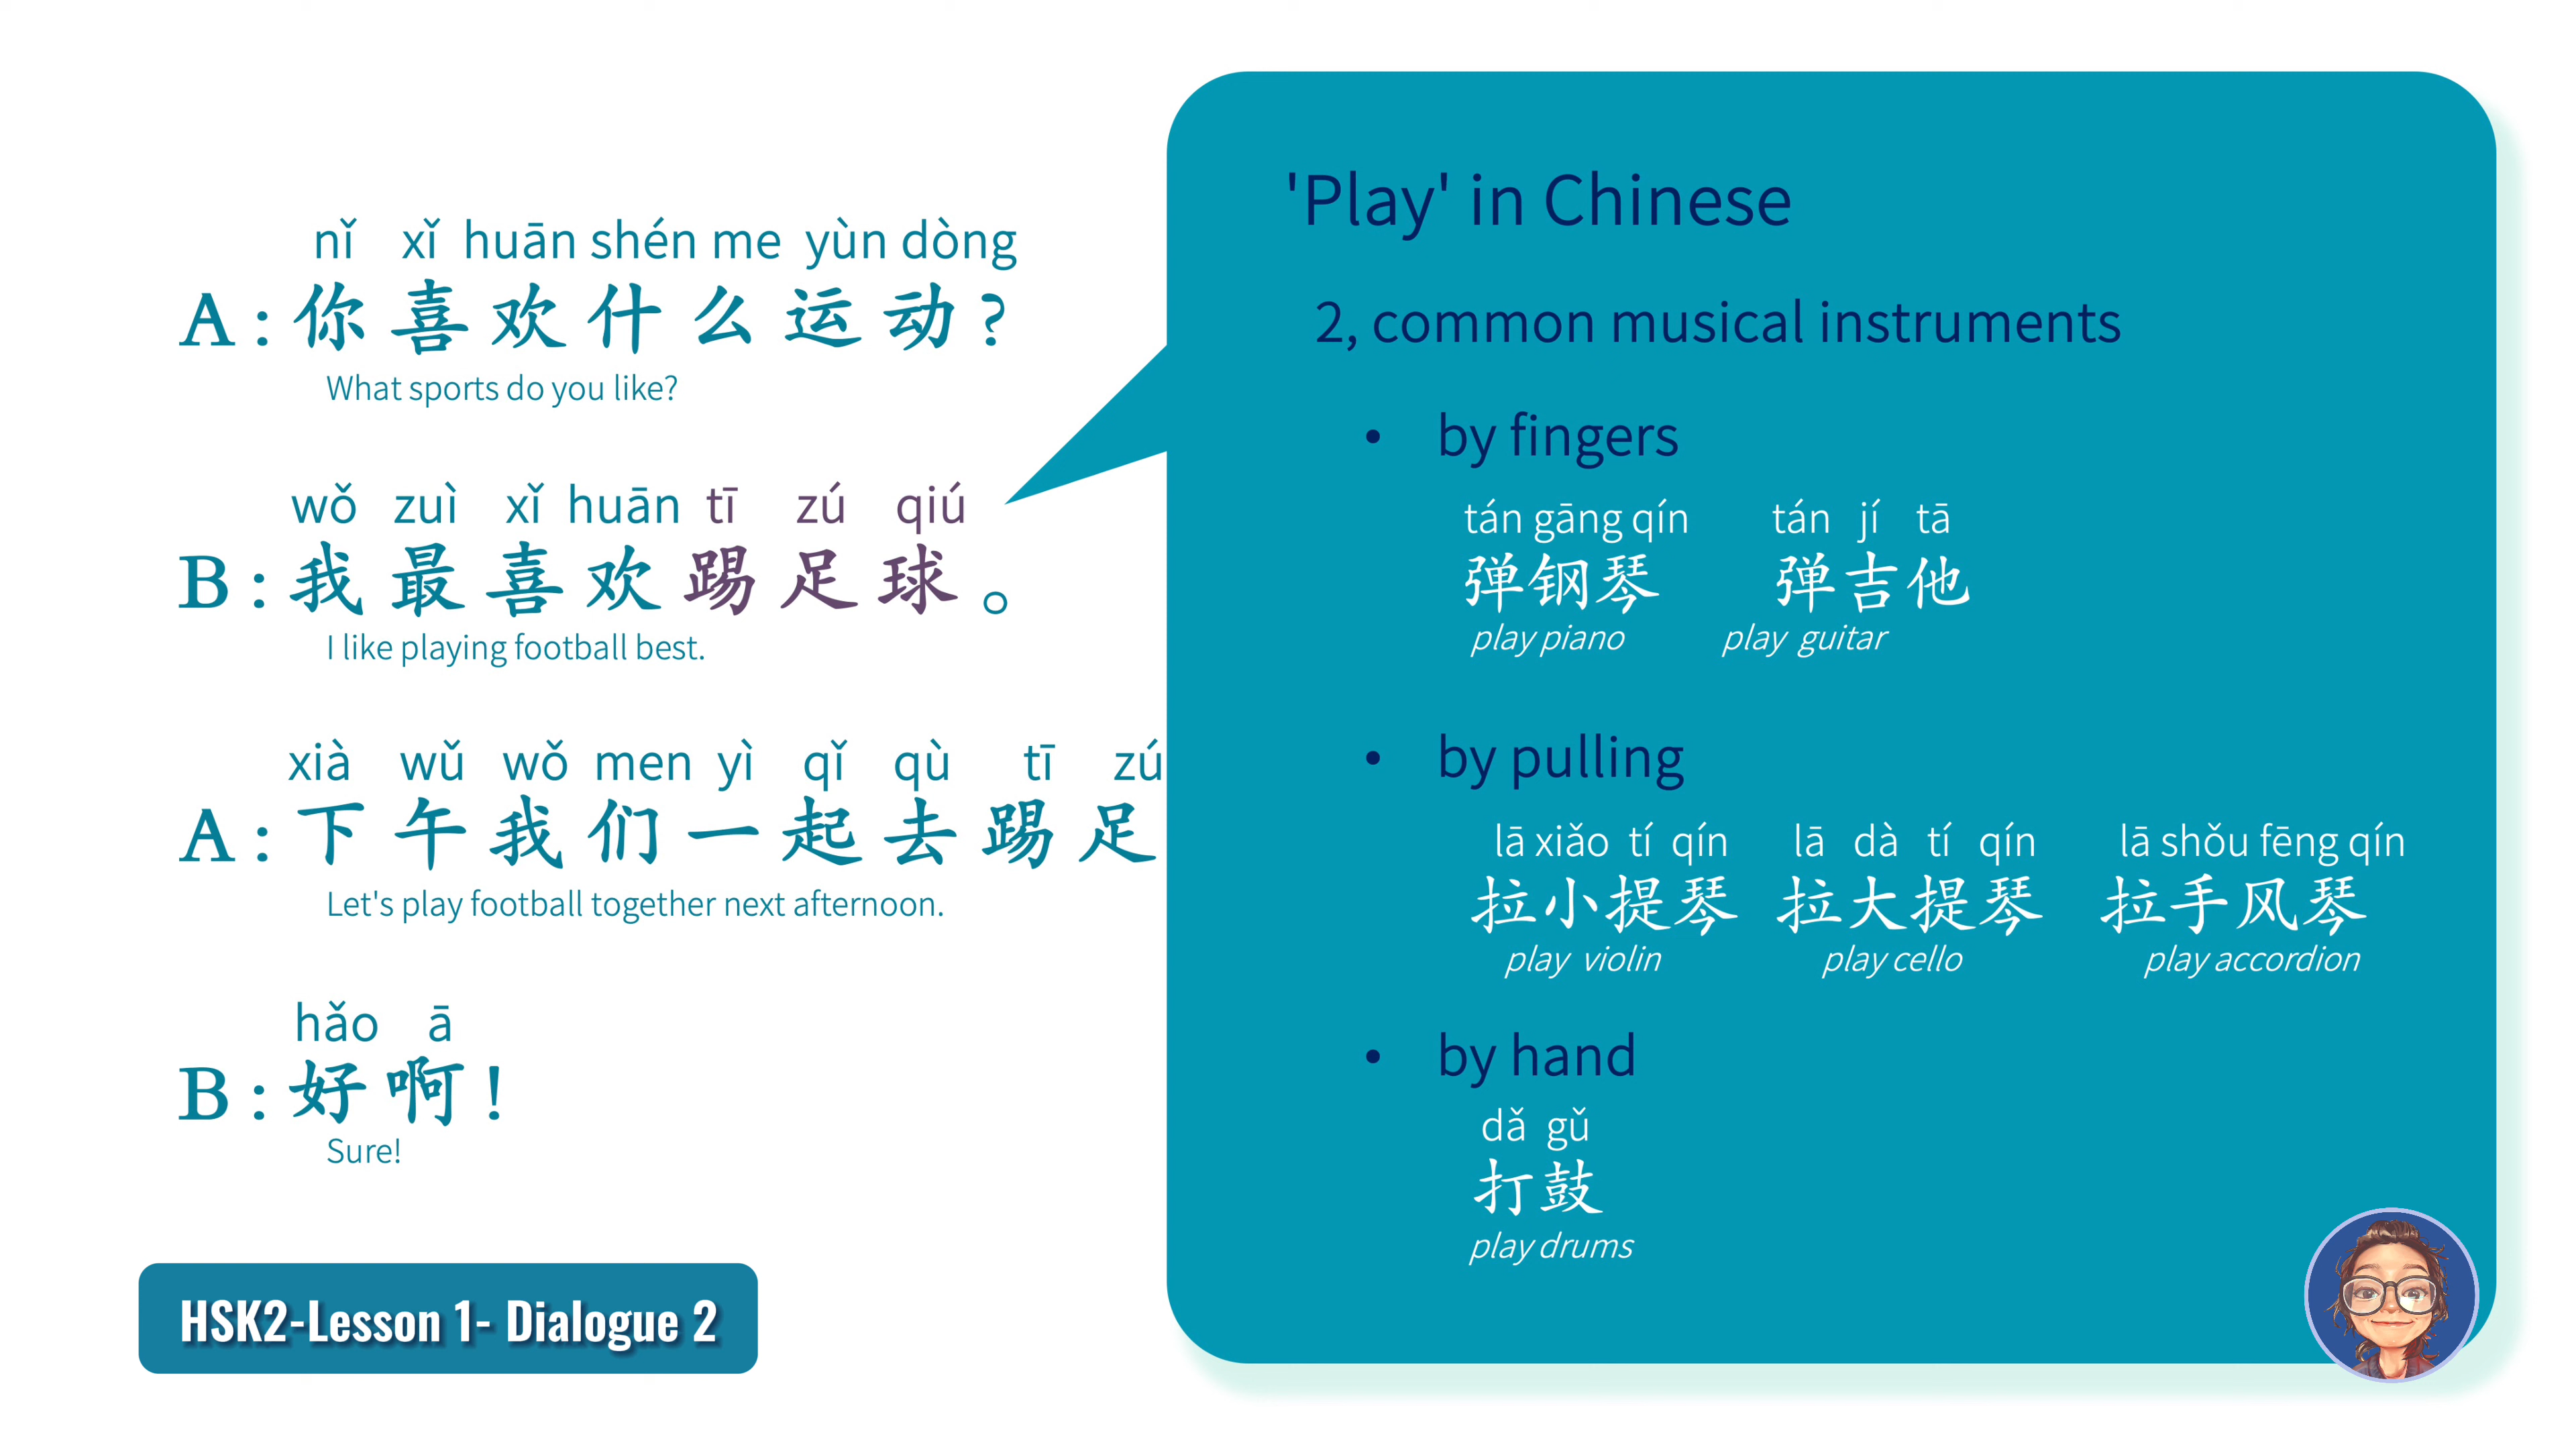 nǐ xǐ huān shén me yùn dòng
A : 你喜欢什么运动?
What sports do you like?
wǒ zuì xǐ huān tī zú qiú
B : 我最喜欢踢足球。
I like playing football best.
xià wǔ wǒ men yì qǐ qù tī zú
A : 下午我们一起去踢足
Let's play football together next afternoon.
hǎo ā
B : 好啊!
Sure!
HSK2-Lesson 1- Dialogue 2
'Play' in Chinese
2, common musical instruments
• by fingers
tán gāng qín tán jí tā
弹钢琴 弹吉他
play piano play guitar
• by pulling
lā xiǎo tí qín lā dà tí qín lā shǒu fēng qín
拉小提琴 拉大提琴 拉手风琴
play violin play cello play accordion
• by hand
dǎ gǔ
打鼓
play drums